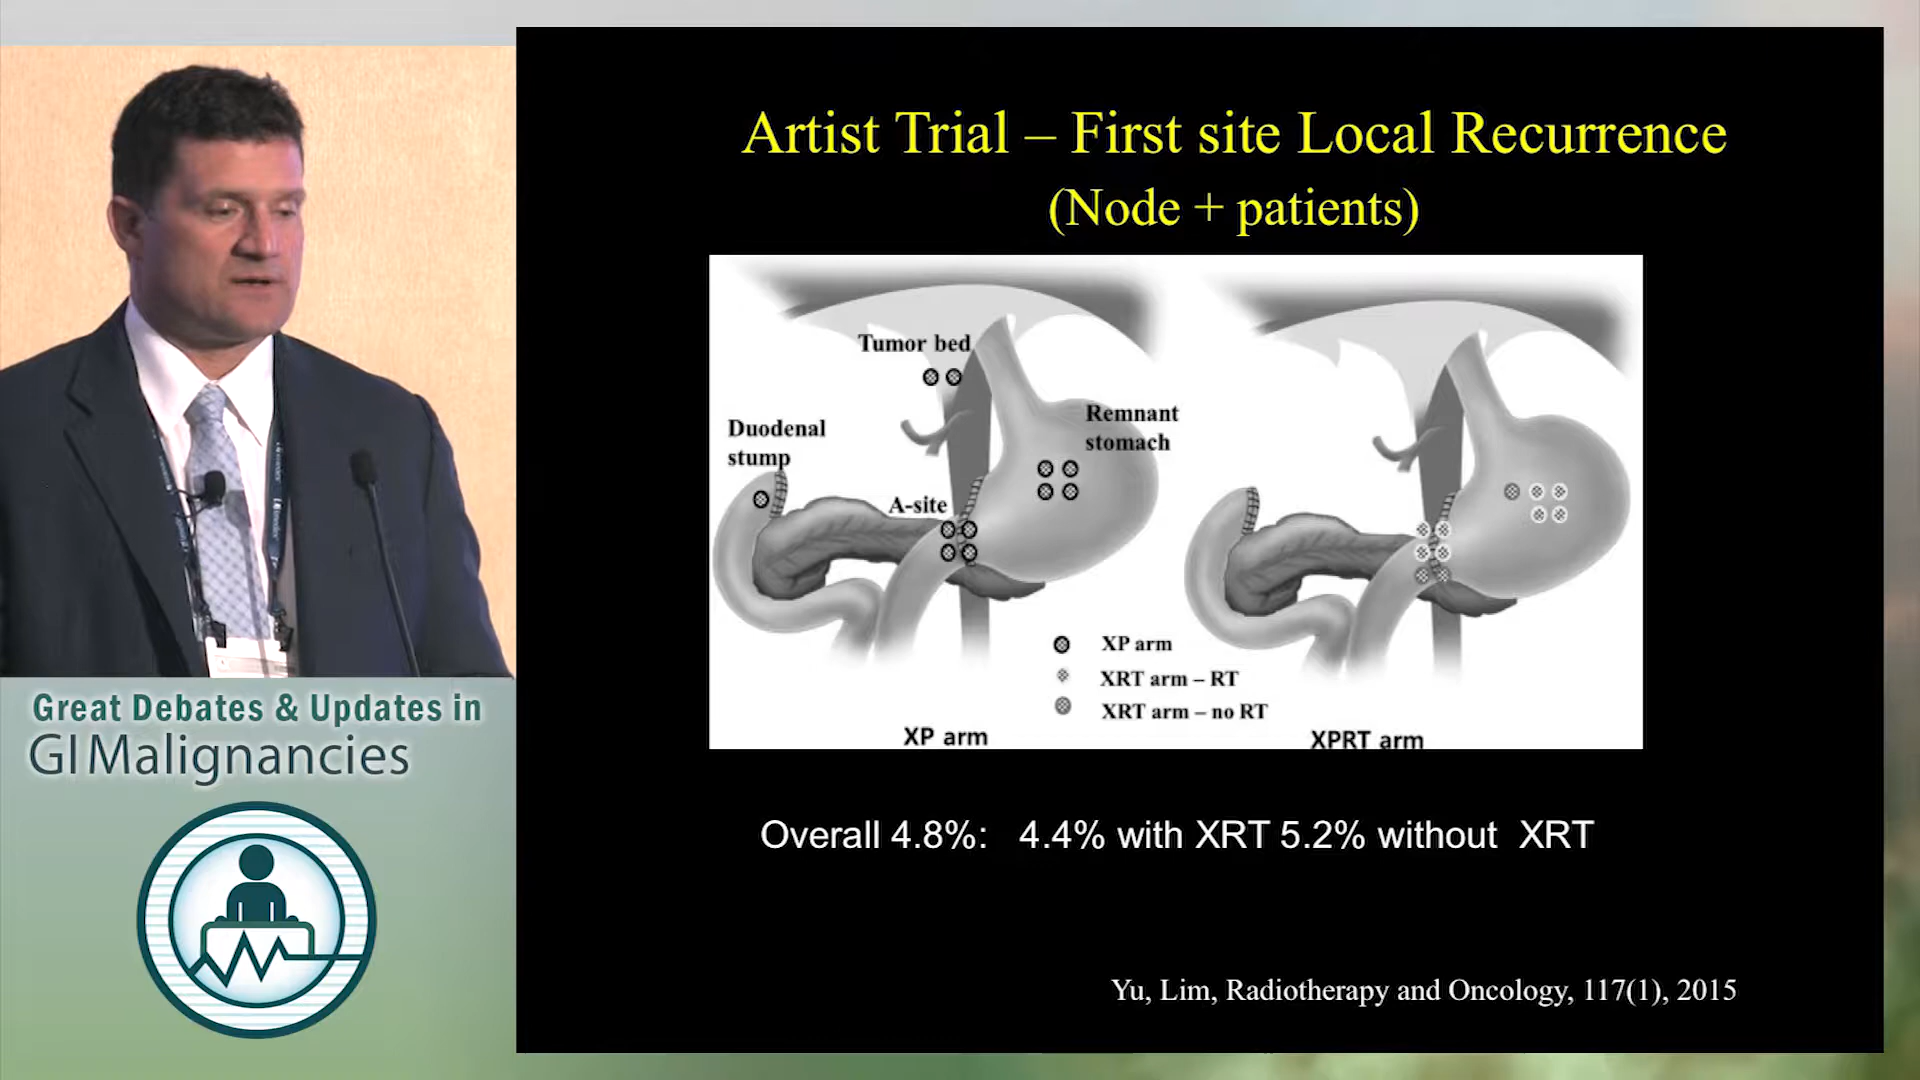 Artist Trial – First site Local Recurrence
(Node + patients)
Tumor bed
Duodenal
stump
Remnant
stomach
A-site
XP arm
XRT arm – RT
XRT arm – no RT
XP arm
XPRT arm
Overall 4.8%: 4.4% with XRT 5.2% without XRT
Yu, Lim, Radiotherapy and Oncology, 117(1), 2015
Great Debates & Updates in
GI Malignancies